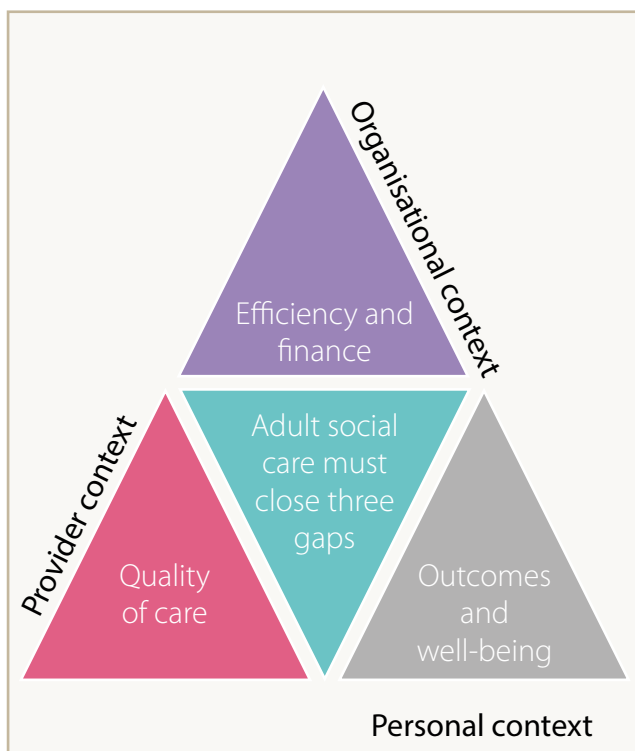 Organisational context
Efficiency and
finance
Provider context
Adult social
care must
close three
gaps
Quality
of care
Outcomes
and
well-being
Personal context